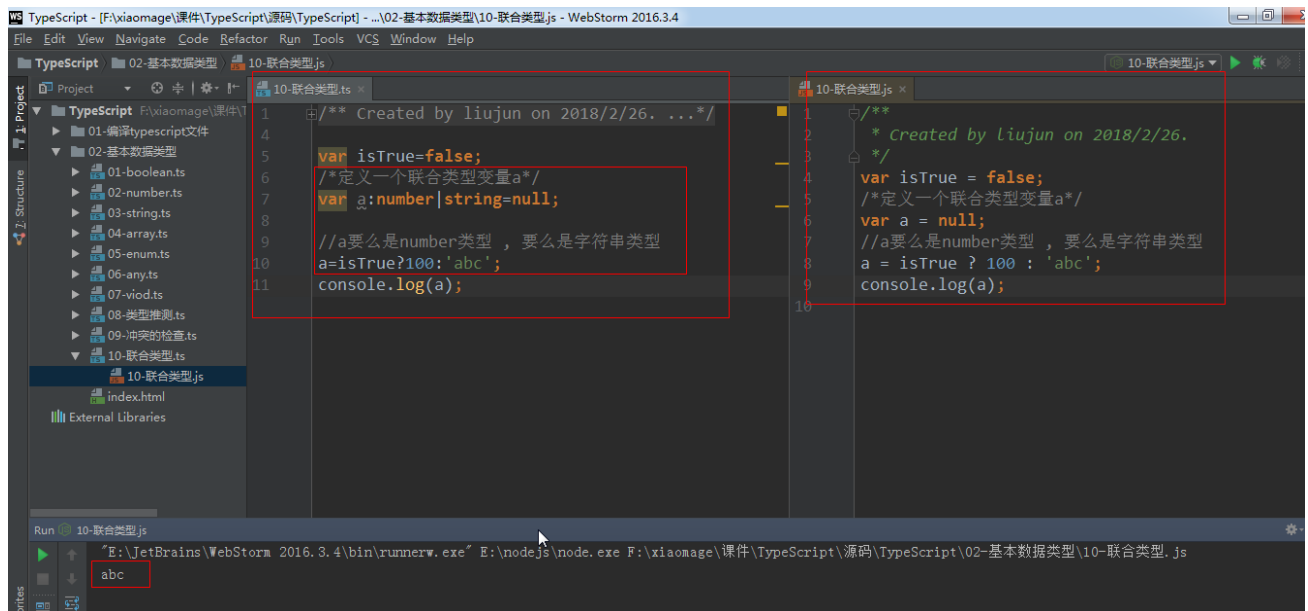 WS TypeScript - [F:\xiaomage\课件\TypeScript\源码\TypeScript] - ...\02-基本数据类型\10-联合类型.js - WebStorm 2016.3.4
File Edit View Navigate Code Refactor Run Tools VCS Window Help
TypeScript 02-基本数据类型 10-联合类型.js
10-联合类型.js
1: Project
7: Structure
Project
TypeScript F:\xiaomage\课件\T
01-编译typescript文件
02-基本数据类型
01-boolean.ts
02-number.ts
03-string.ts
04-array.ts
05-enum.ts
06-any.ts
07-viod.ts
08-类型推测.ts
09-冲突的检查.ts
10-联合类型.ts
10-联合类型.js
index.html
External Libraries
10-联合类型.ts
1 /** Created by liujun on 2018/2/26. ...*/
4
5 var isTrue=false;
6 /*定义一个联合类型变量a*/
7 var a:number|string=null;
8
9 //a要么是number类型 , 要么是字符串类型
10 a=isTrue?100:'abc';
11 console.log(a);
10-联合类型.js
1 /**
2 * Created by liujun on 2018/2/26.
3 */
4 var isTrue = false;
5 /*定义一个联合类型变量a*/
6 var a = null;
7 //a要么是number类型 , 要么是字符串类型
8 a = isTrue ? 100 : 'abc';
9 console.log(a);
10
Run 10-联合类型.js
"E:\JetBrains\WebStorm 2016.3.4\bin\runnerw.exe" E:\nodejs\node.exe F:\xiaomage\课件\TypeScript\源码\TypeScript\02-基本数据类型\10-联合类型.js
abc